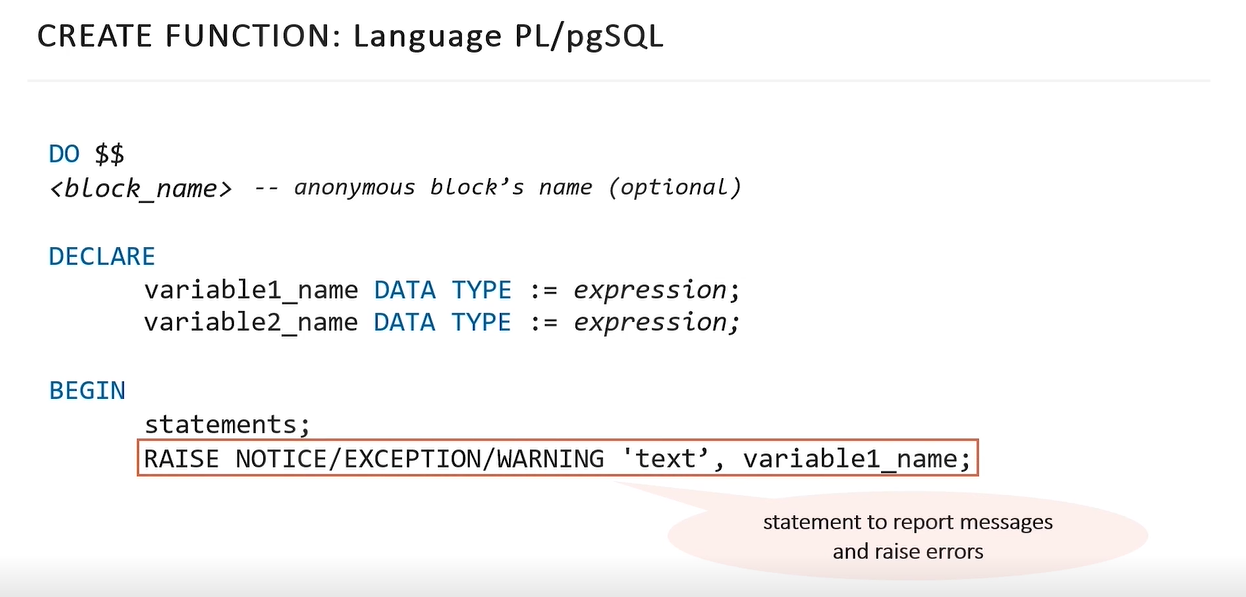 CREATE FUNCTION: Language PL/pgSQL
DO $$
<block_name> -- anonymous block’s name (optional)
DECLARE
variable1_name DATA TYPE := expression;
variable2_name DATA TYPE := expression;
BEGIN
statements;
RAISE NOTICE/EXCEPTION/WARNING 'text’, variable1_name;
statement to report messages
and raise errors